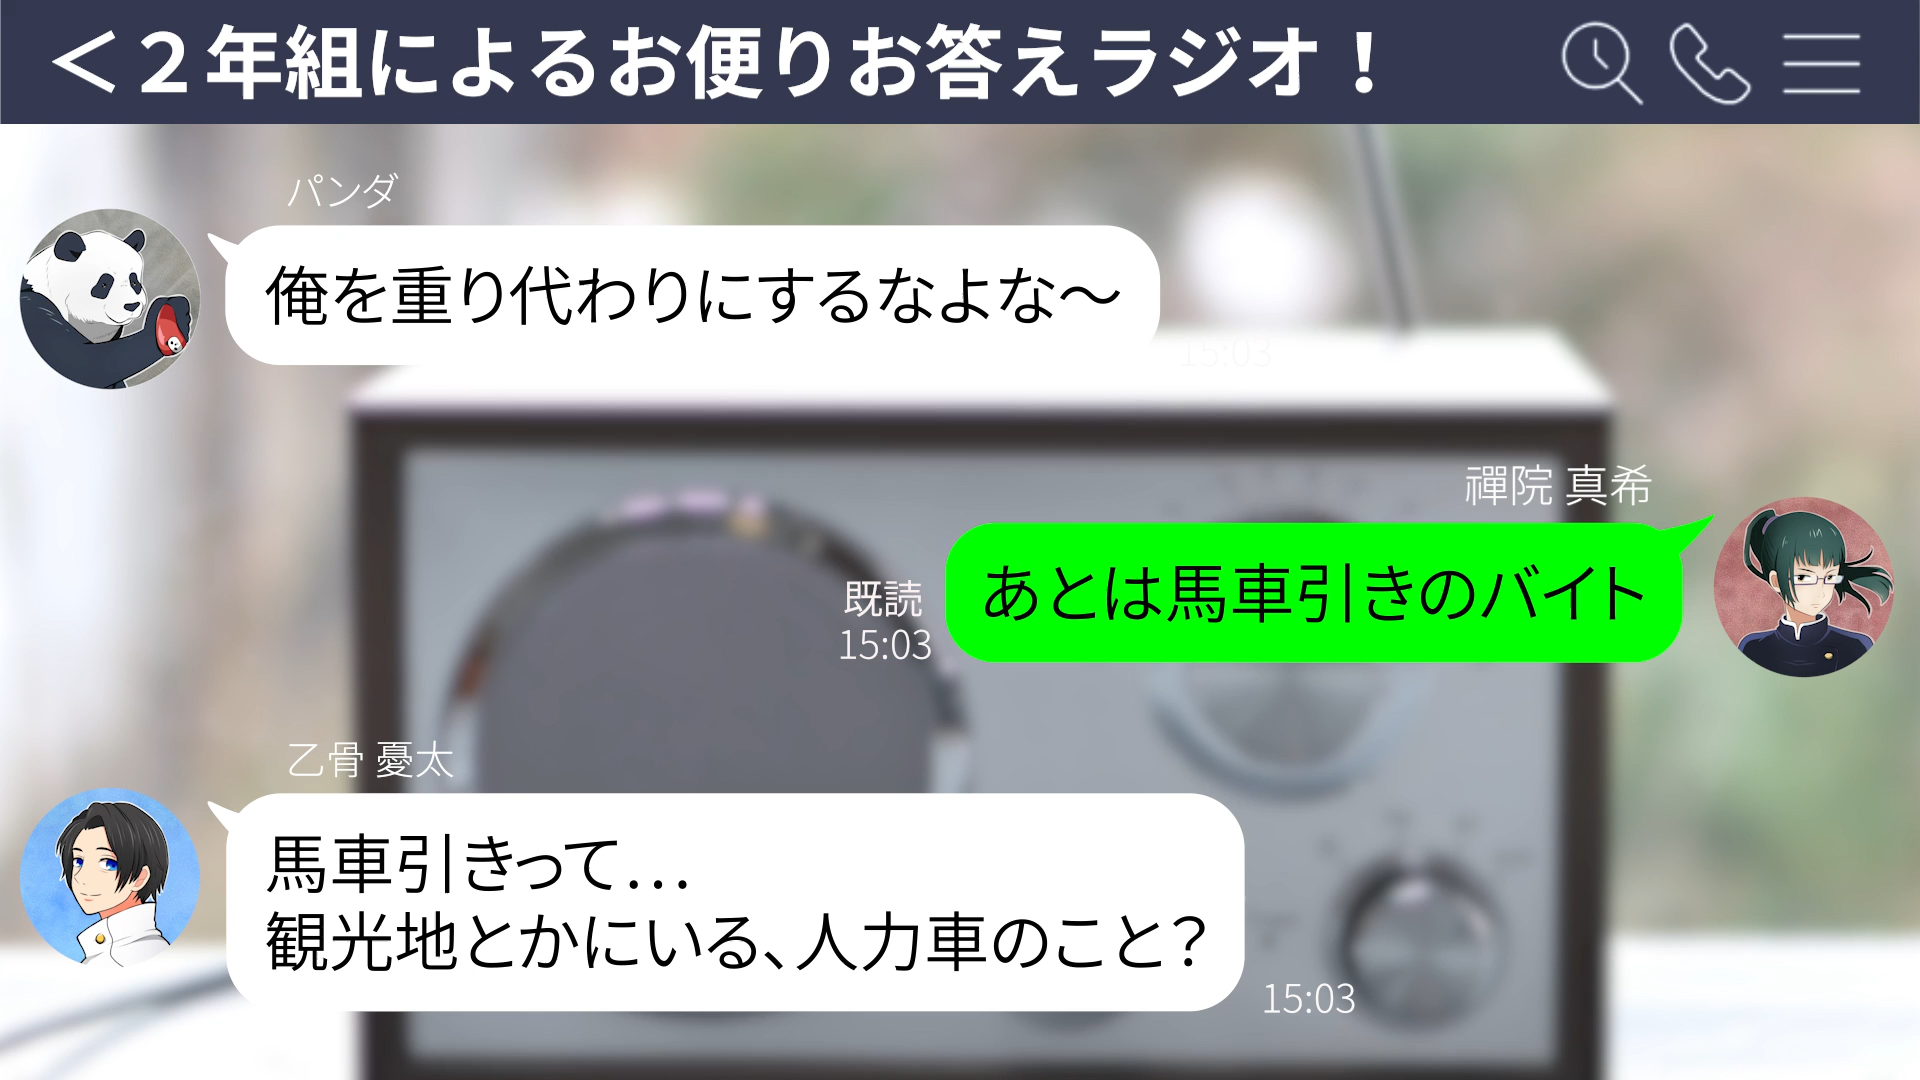 ＜２年組によるお便りお答えラジオ！
パンダ
俺を重り代わりにするなよな～
15:03
禪院 真希
あとは馬車引きのバイト
既読
15:03
乙骨 憂太
馬車引きって…
観光地とかにいる、人力車のこと？
15:03